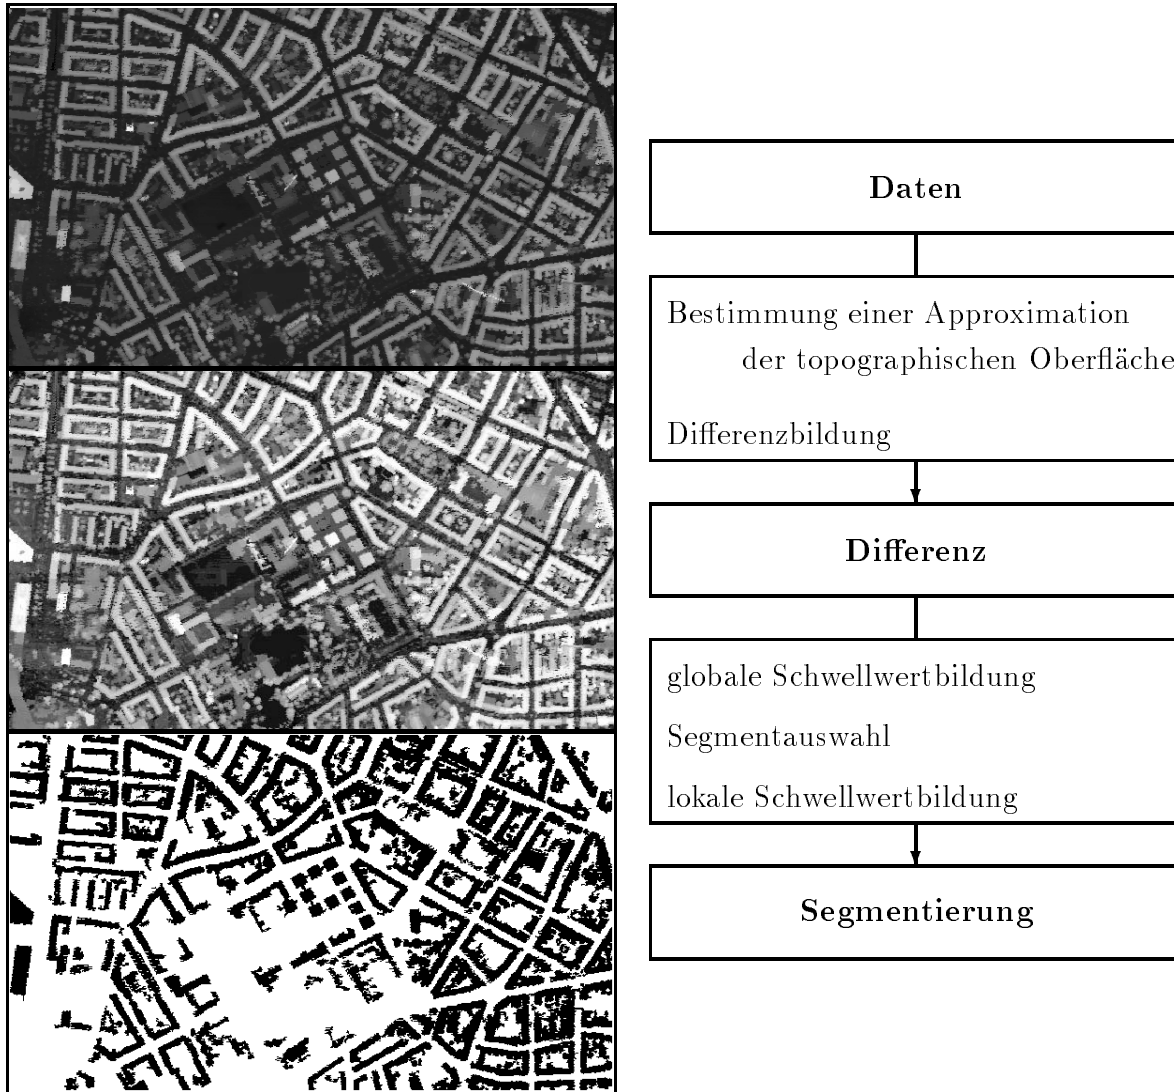 Daten
Bestimmung einer Approximation
der topographischen Oberfläche
Differenzbildung
Differenz
globale Schwellwertbildung
Segmentauswahl
lokale Schwellwertbildung
Segmentierung